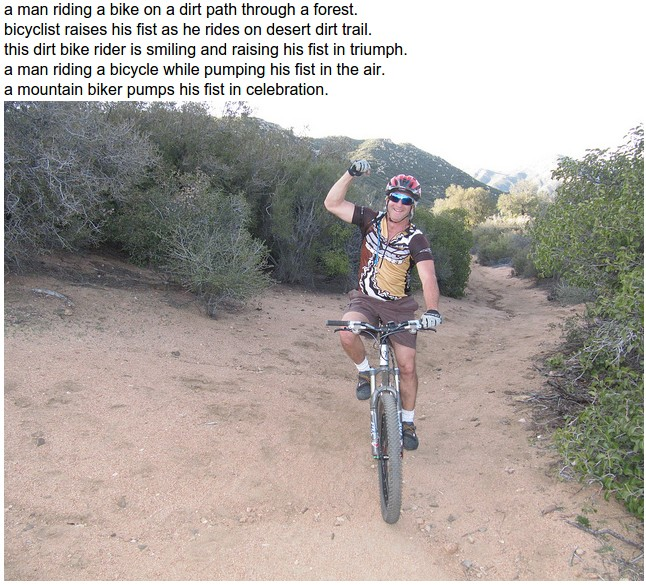 a man riding a bike on a dirt path through a forest.
bicyclist raises his fist as he rides on desert dirt trail.
this dirt bike rider is smiling and raising his fist in triumph.
a man riding a bicycle while pumping his fist in the air.
a mountain biker pumps his fist in celebration.